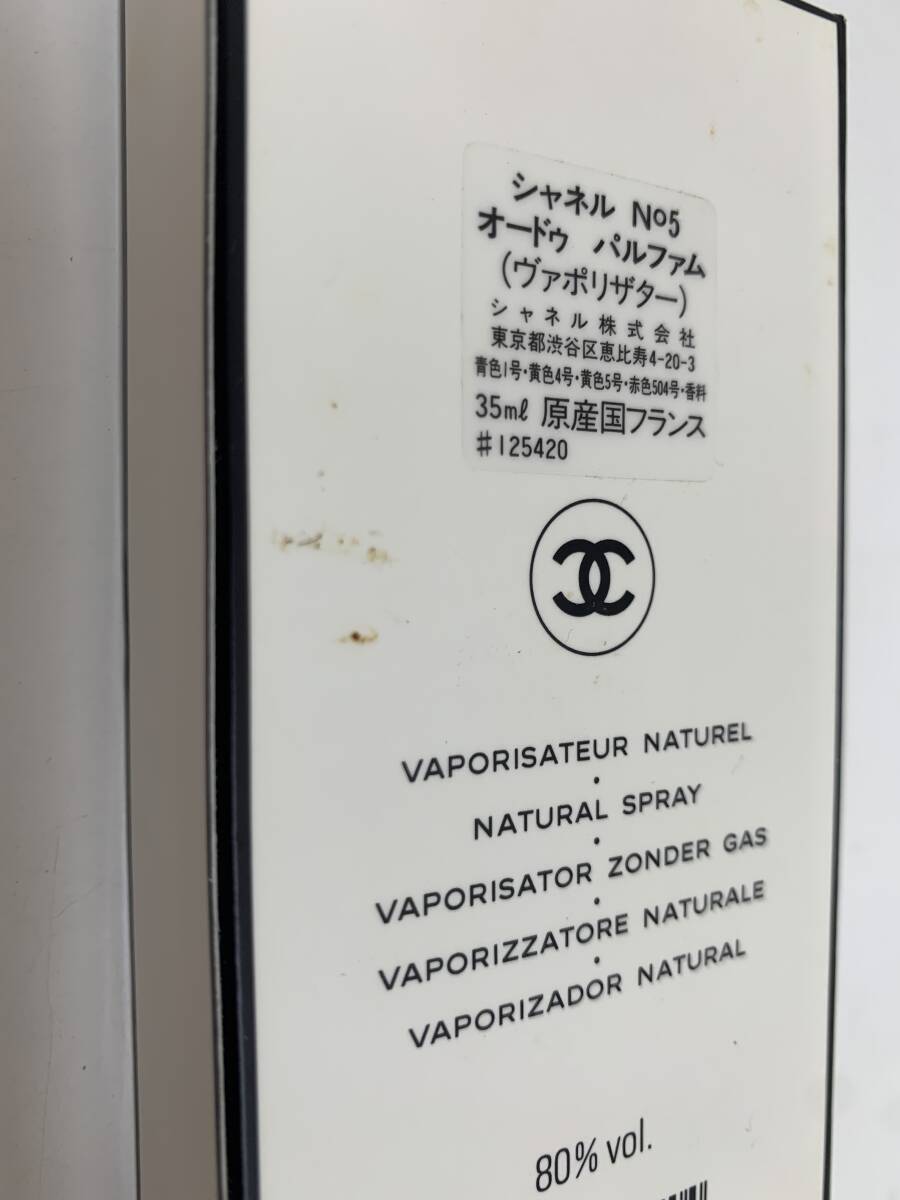 シャネル No5
オードゥ パルファム
(ヴァポリザター)
シャネル株式会社
東京都渋谷区恵比寿4-20-3
青色1号・黄色4号・黄色5号・赤色504号・香料
35ml 原産国フランス
#125420
VAPORISATEUR NATUREL
•
NATURAL SPRAY
•
VAPORISATOR ZONDER GAS
•
VAPORIZZATORE NATURALE
•
VAPORIZADOR NATURAL
80% vol.